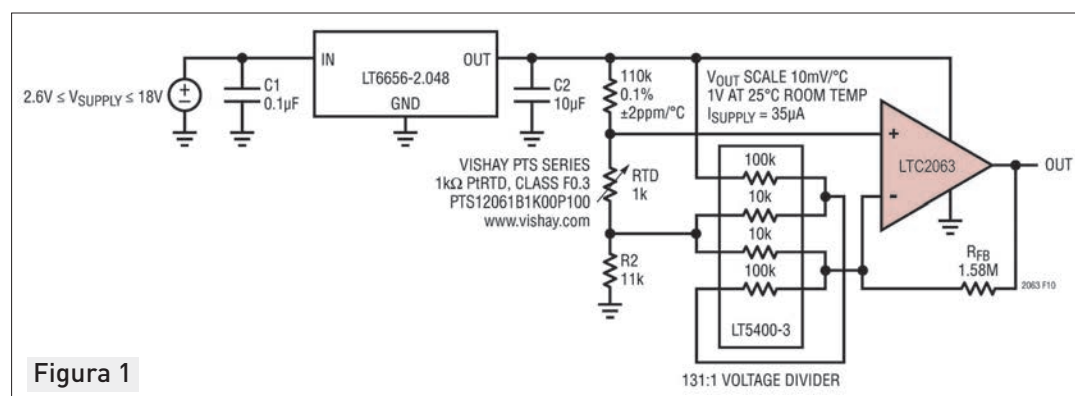 IN
OUT
LT6656-2.048
GND
2.6V ≤ VSUPPLY ≤ 18V
C1
0.1µF
C2
10µF
110k
0.1%
±2ppm/°C
VOUT SCALE 10mV/°C
1V AT 25°C ROOM TEMP
ISUPPLY = 35µA
VISHAY PTS SERIES
1kΩ PtRTD, CLASS F0.3
PTS12061B1K00P100
www.vishay.com
RTD
1k
R2
11k
100k
10k
10k
100k
LT5400-3
131:1 VOLTAGE DIVIDER
+
LTC2063
-
OUT
RFB
1.58M
2063 F10
Figura 1